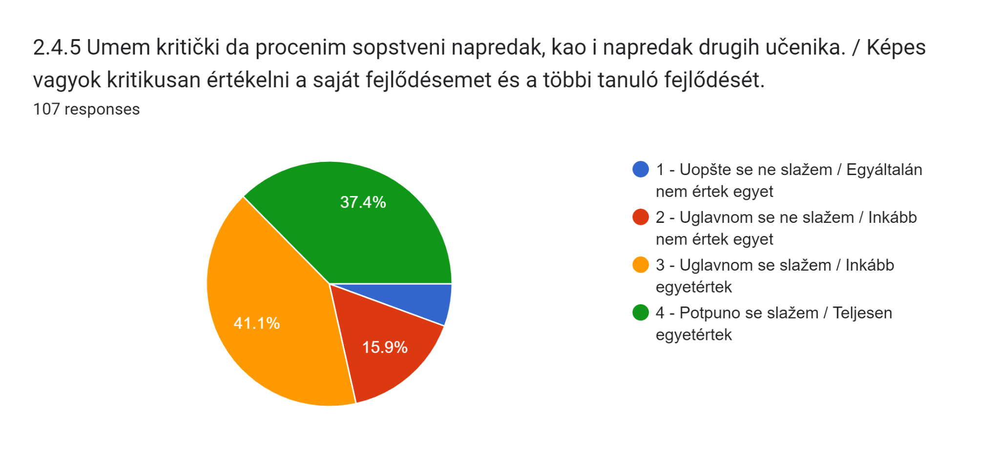 2.4.5 Umem kritički da procenim sopstveni napredak, kao i napredak drugih učenika. / Képes
vagyok kritikusan értékelni a saját fejlődésemet és a többi tanuló fejlődését.
107 responses
37.4%
41.1%
15.9%
1 - Uopšte se ne slažem / Egyáltalán
nem értek egyet
2 - Uglavnom se ne slažem / Inkább
nem értek egyet
3 - Uglavnom se slažem / Inkább
egyetértek
4 - Potpuno se slažem / Teljesen
egyetértek